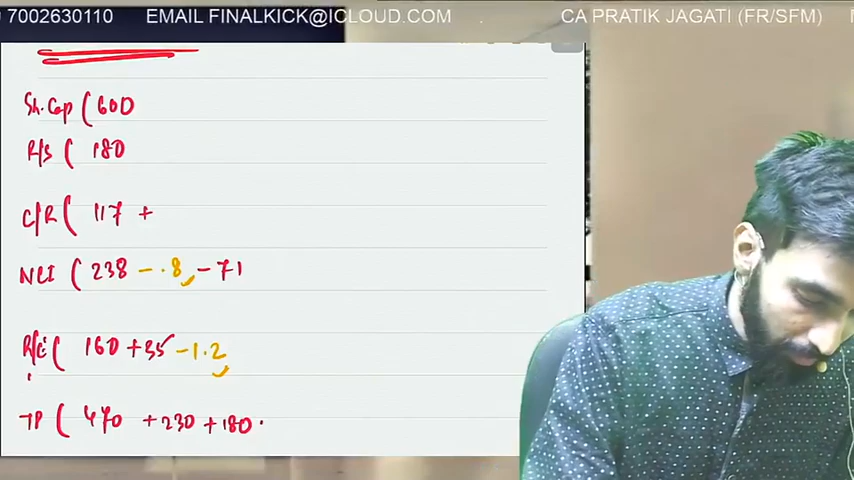 7002630110 EMAIL FINALKICK@ICLOUD.COM . CA PRATIK JAGATI (FR/SFM)
Sh. Cap ( 600
R/S ( 180
C/R ( 117 +
NCI ( 238 - .8 - 71
160 + 35 - 1.2
TP ( 470 + 230 + 180